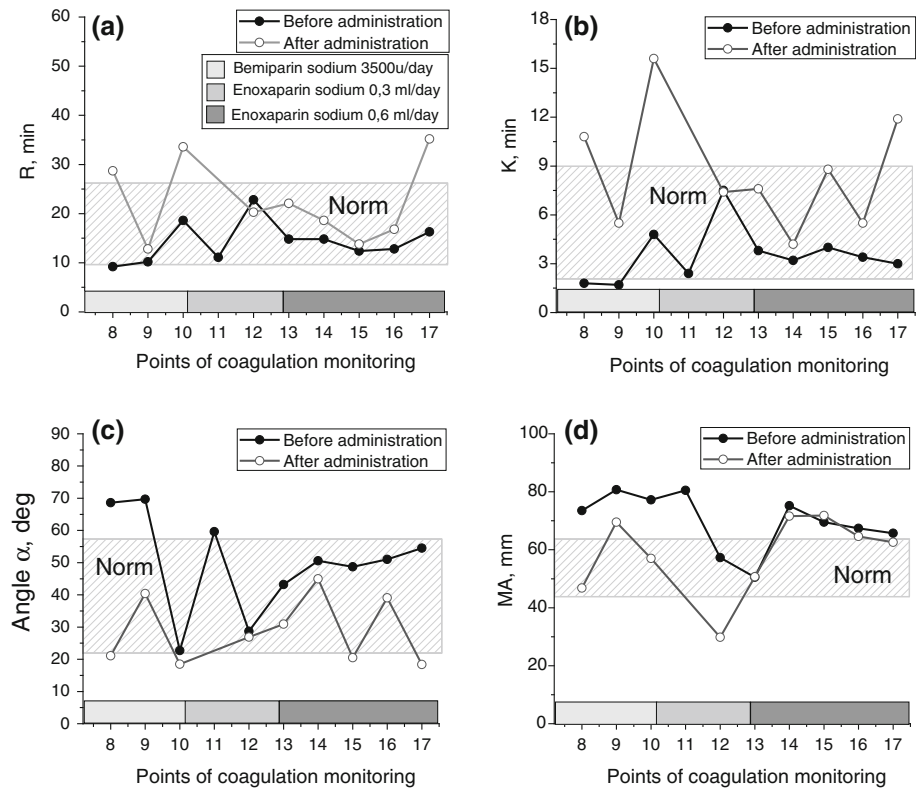 (a)
Before administration
After administration
Bemiparin sodium 3500u/day
Enoxaparin sodium 0,3 ml/day
Enoxaparin sodium 0,6 ml/day
Norm
R, min
60
50
40
30
20
10
0
8 9 10 11 12 13 14 15 16 17
Points of coagulation monitoring
(b)
Before administration
After administration
Norm
K, min
18
15
12
9
6
3
0
8 9 10 11 12 13 14 15 16 17
Points of coagulation monitoring
(c)
Before administration
After administration
Norm
Angle α, deg
90
80
70
60
50
40
30
20
10
0
8 9 10 11 12 13 14 15 16 17
Points of coagulation monitoring
(d)
Before administration
After administration
Norm
MA, mm
100
80
60
40
20
0
8 9 10 11 12 13 14 15 16 17
Points of coagulation monitoring